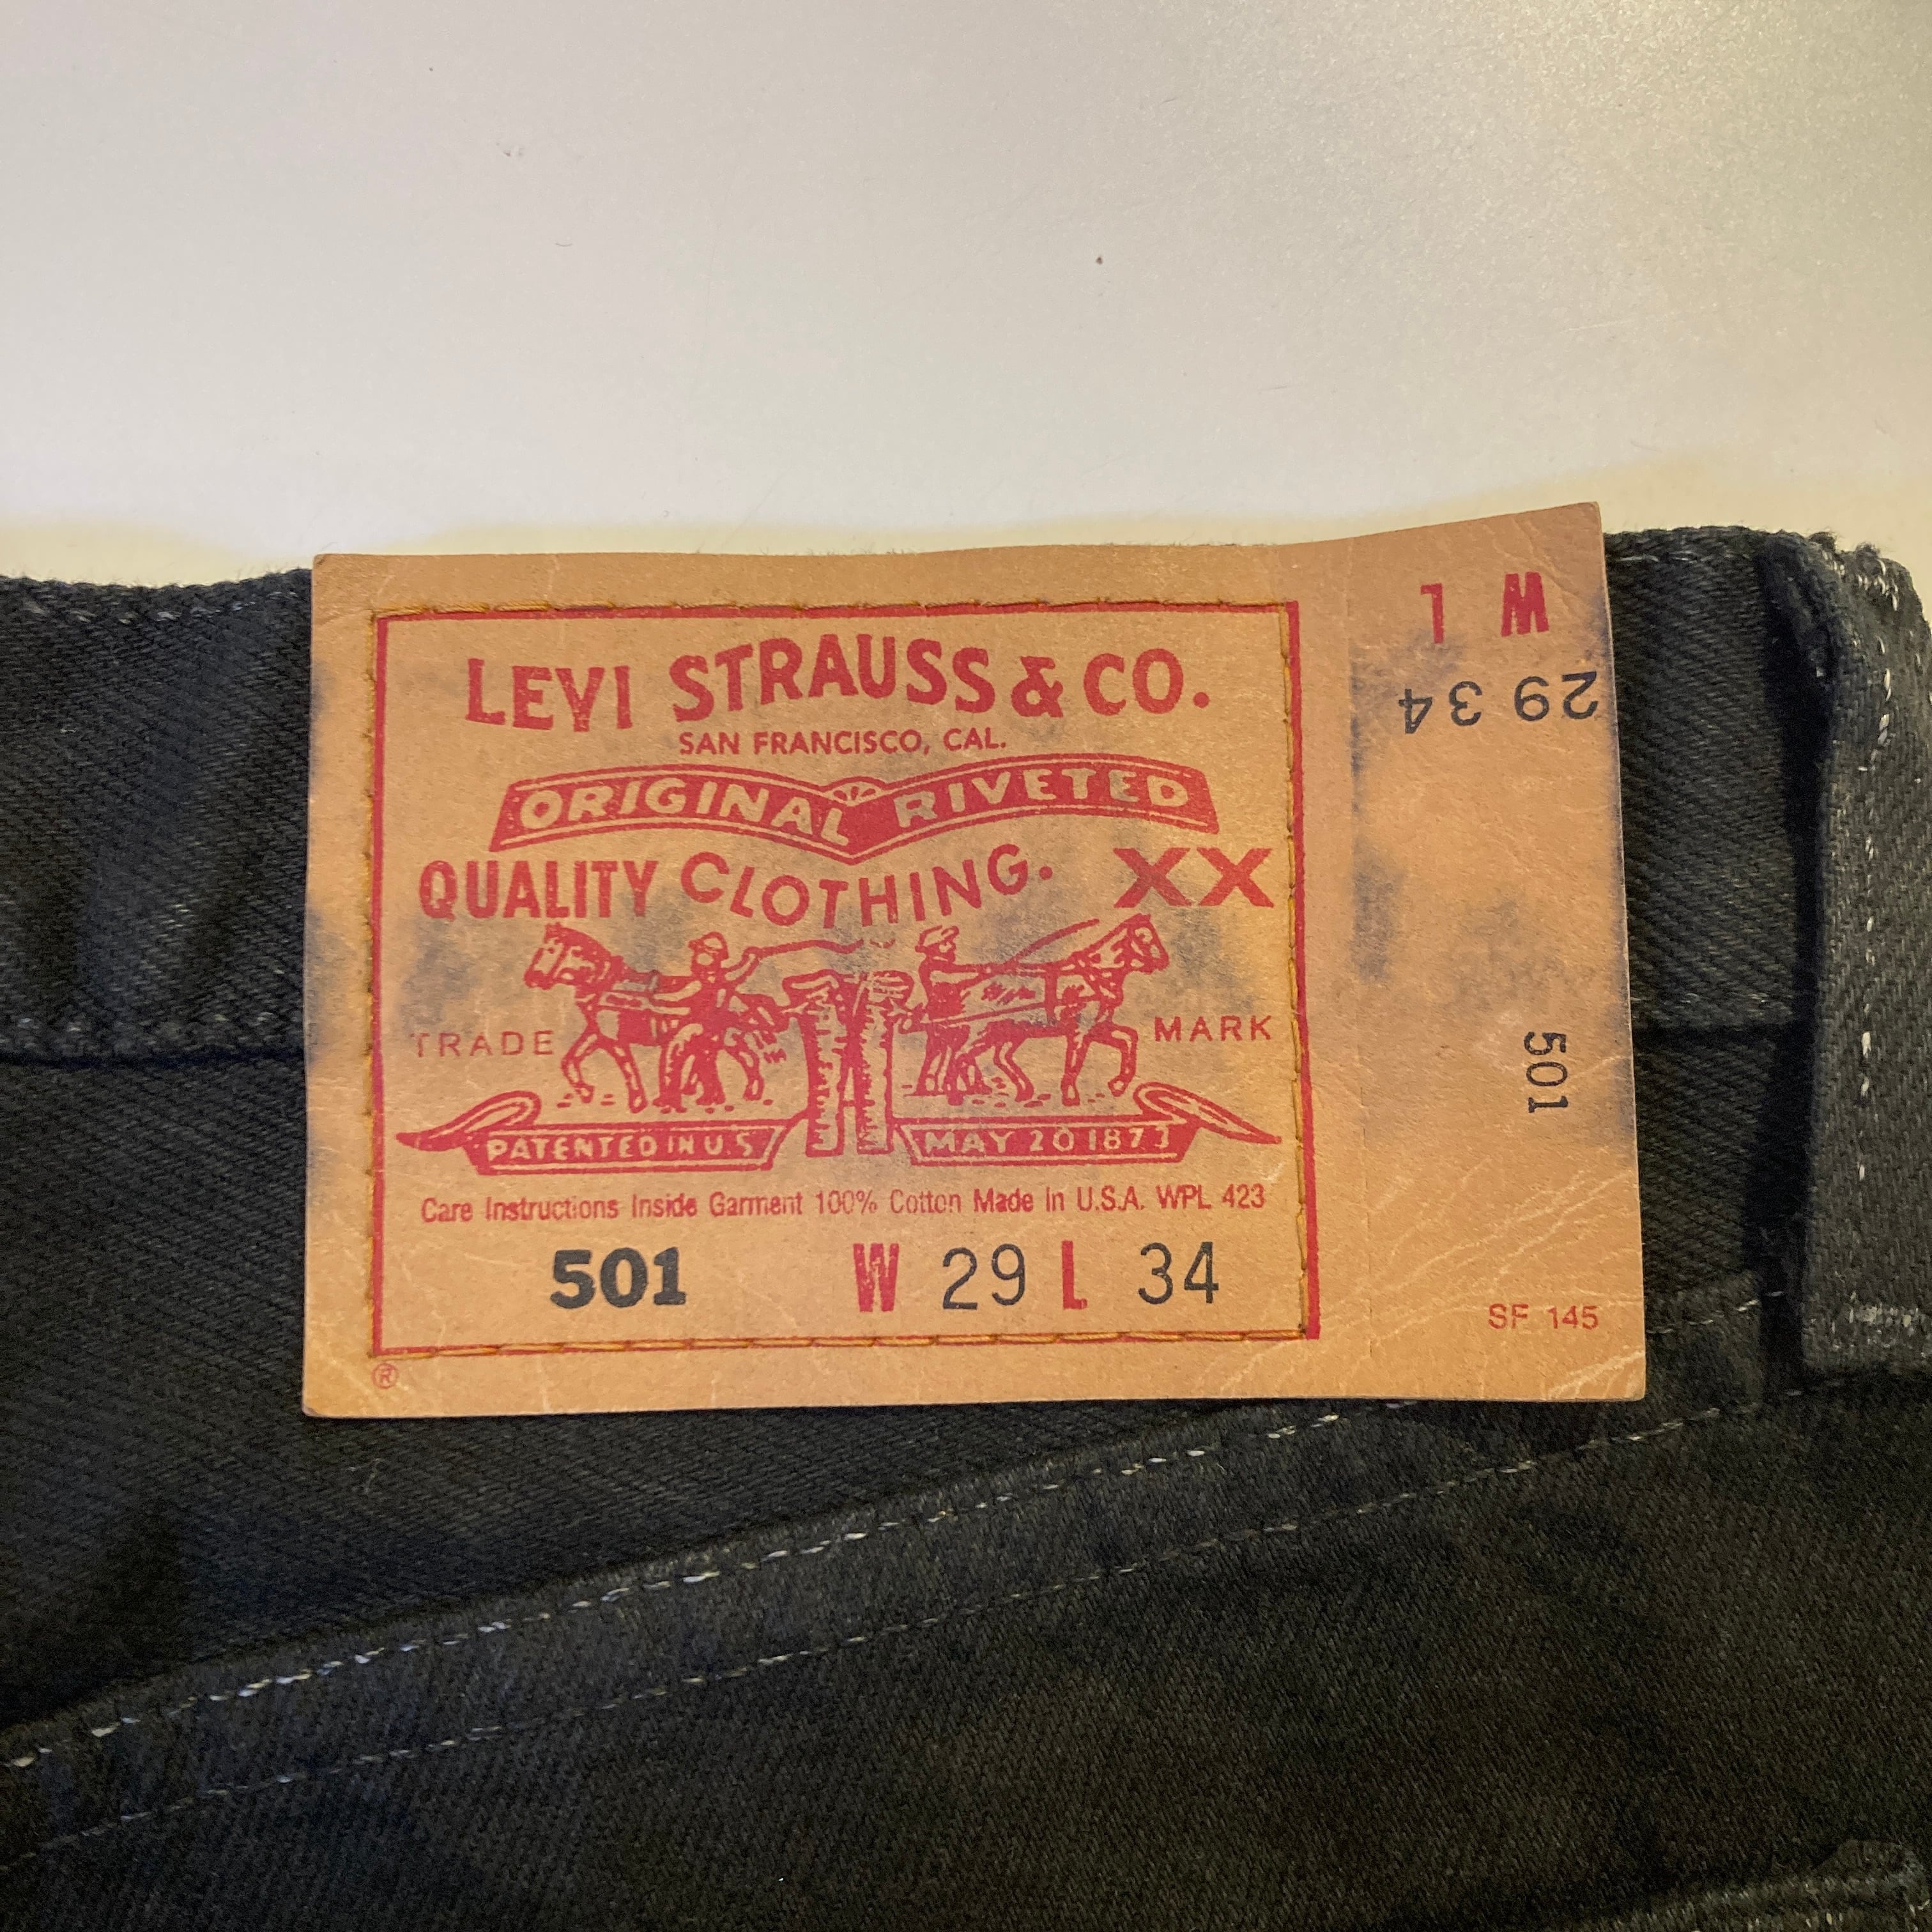 LEVI STRAUSS & CO.
SAN FRANCISCO, CAL.
ORIGINAL RIVETED
QUALITY CLOTHING. XX
TRADE MARK
PATENTED IN U.S MAY 20 1873
Care Instructions Inside Garment 100% Cotton Made In U.S.A. WPL 423
501 W 29 L 34
®
W L
29 34
501
SF 145